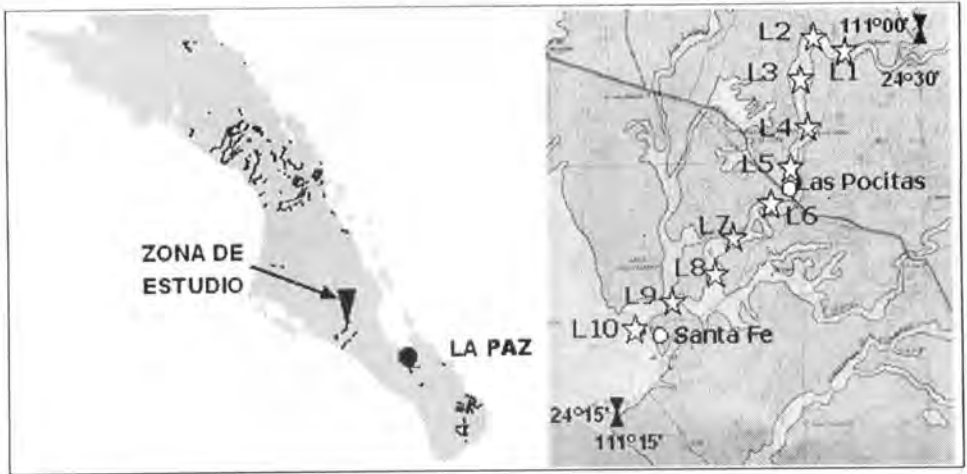 ZONA DE
ESTUDIO
LA PAZ
L2
111°00'
L1
24°30'
L3
L4
L5
Las Pocitas
L6
L7
L8
L9
L10
Santa Fe
24°15'
111°15'